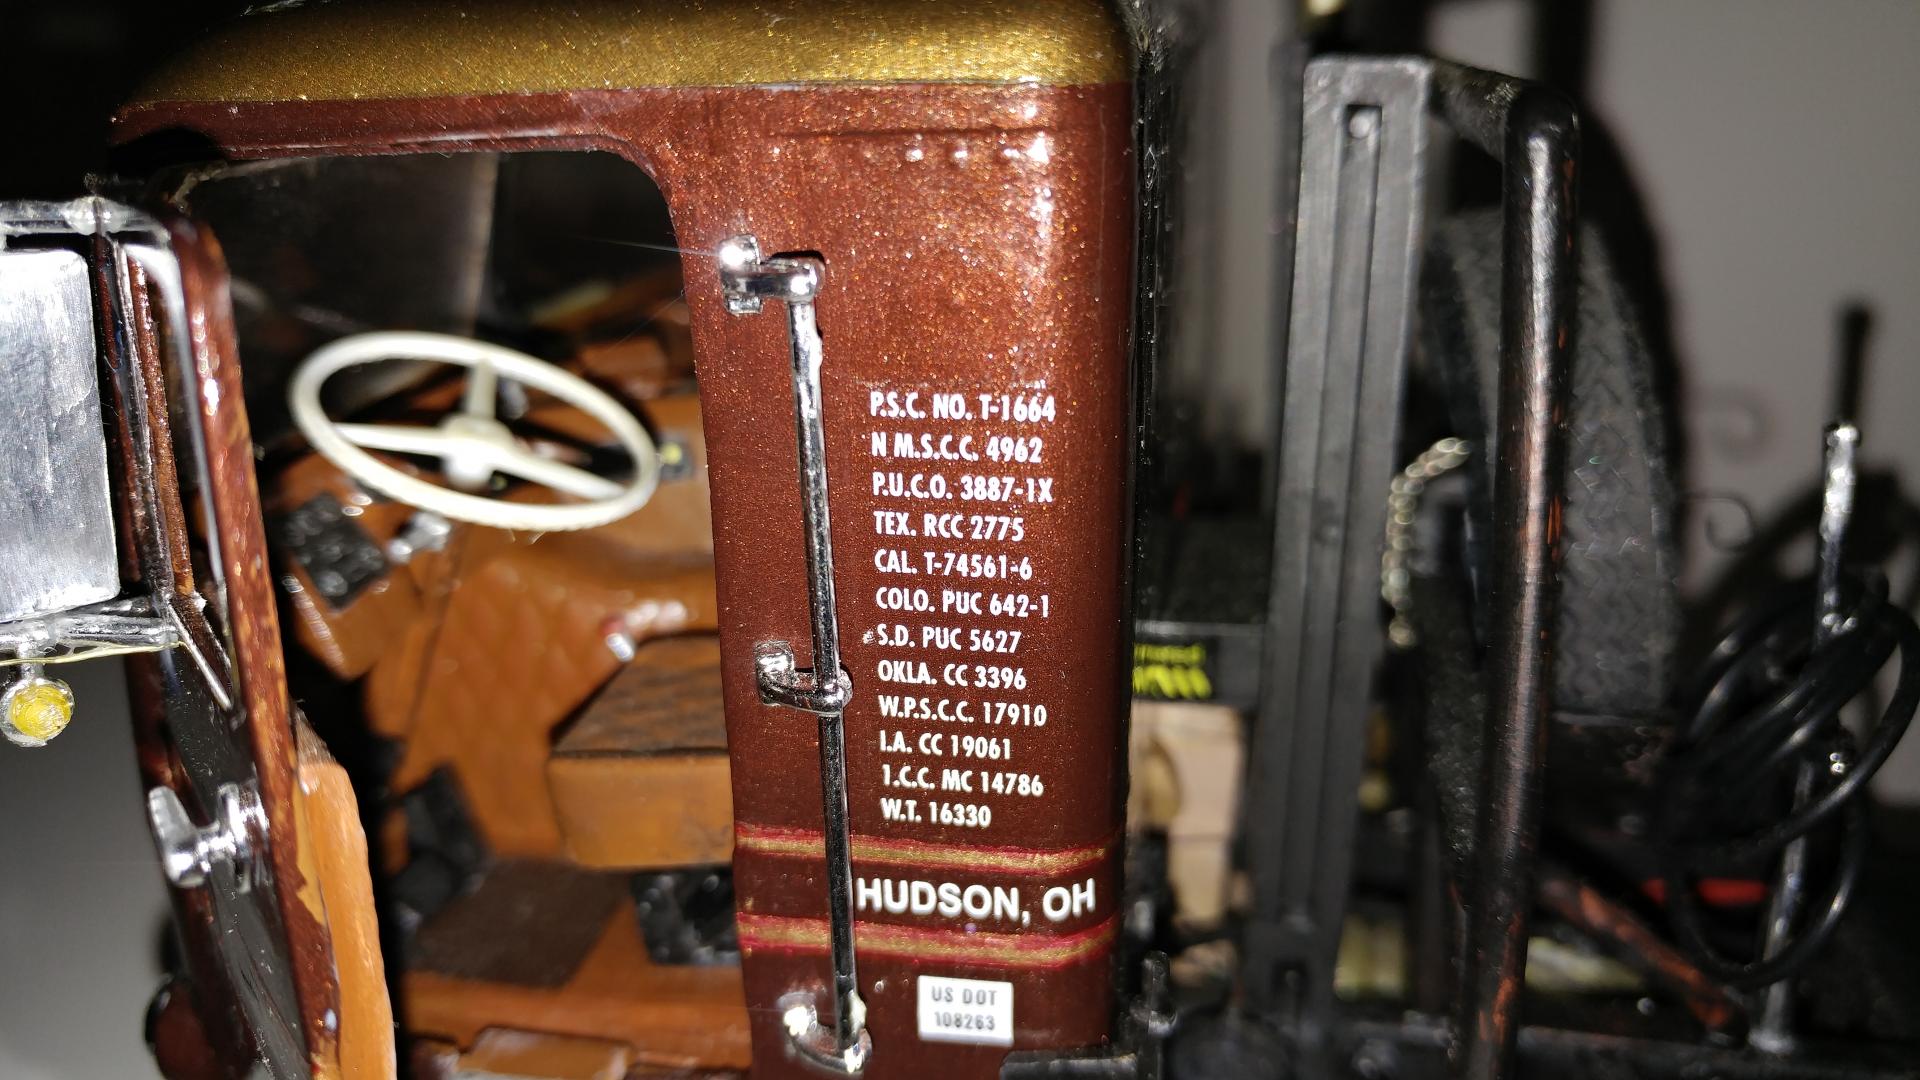 P.S.C. NO. T-1664
N M.S.C.C. 4962
P.U.C.O. 3887-1X
TEX. RCC 2775
CAL. T-74561-6
COLO. PUC 642-1
S.D. PUC 5627
OKLA. CC 3396
W.P.S.C.C. 17910
I.A. CC 19061
I.C.C. MC 14786
W.T. 16330
HUDSON, OH
US DOT
108263